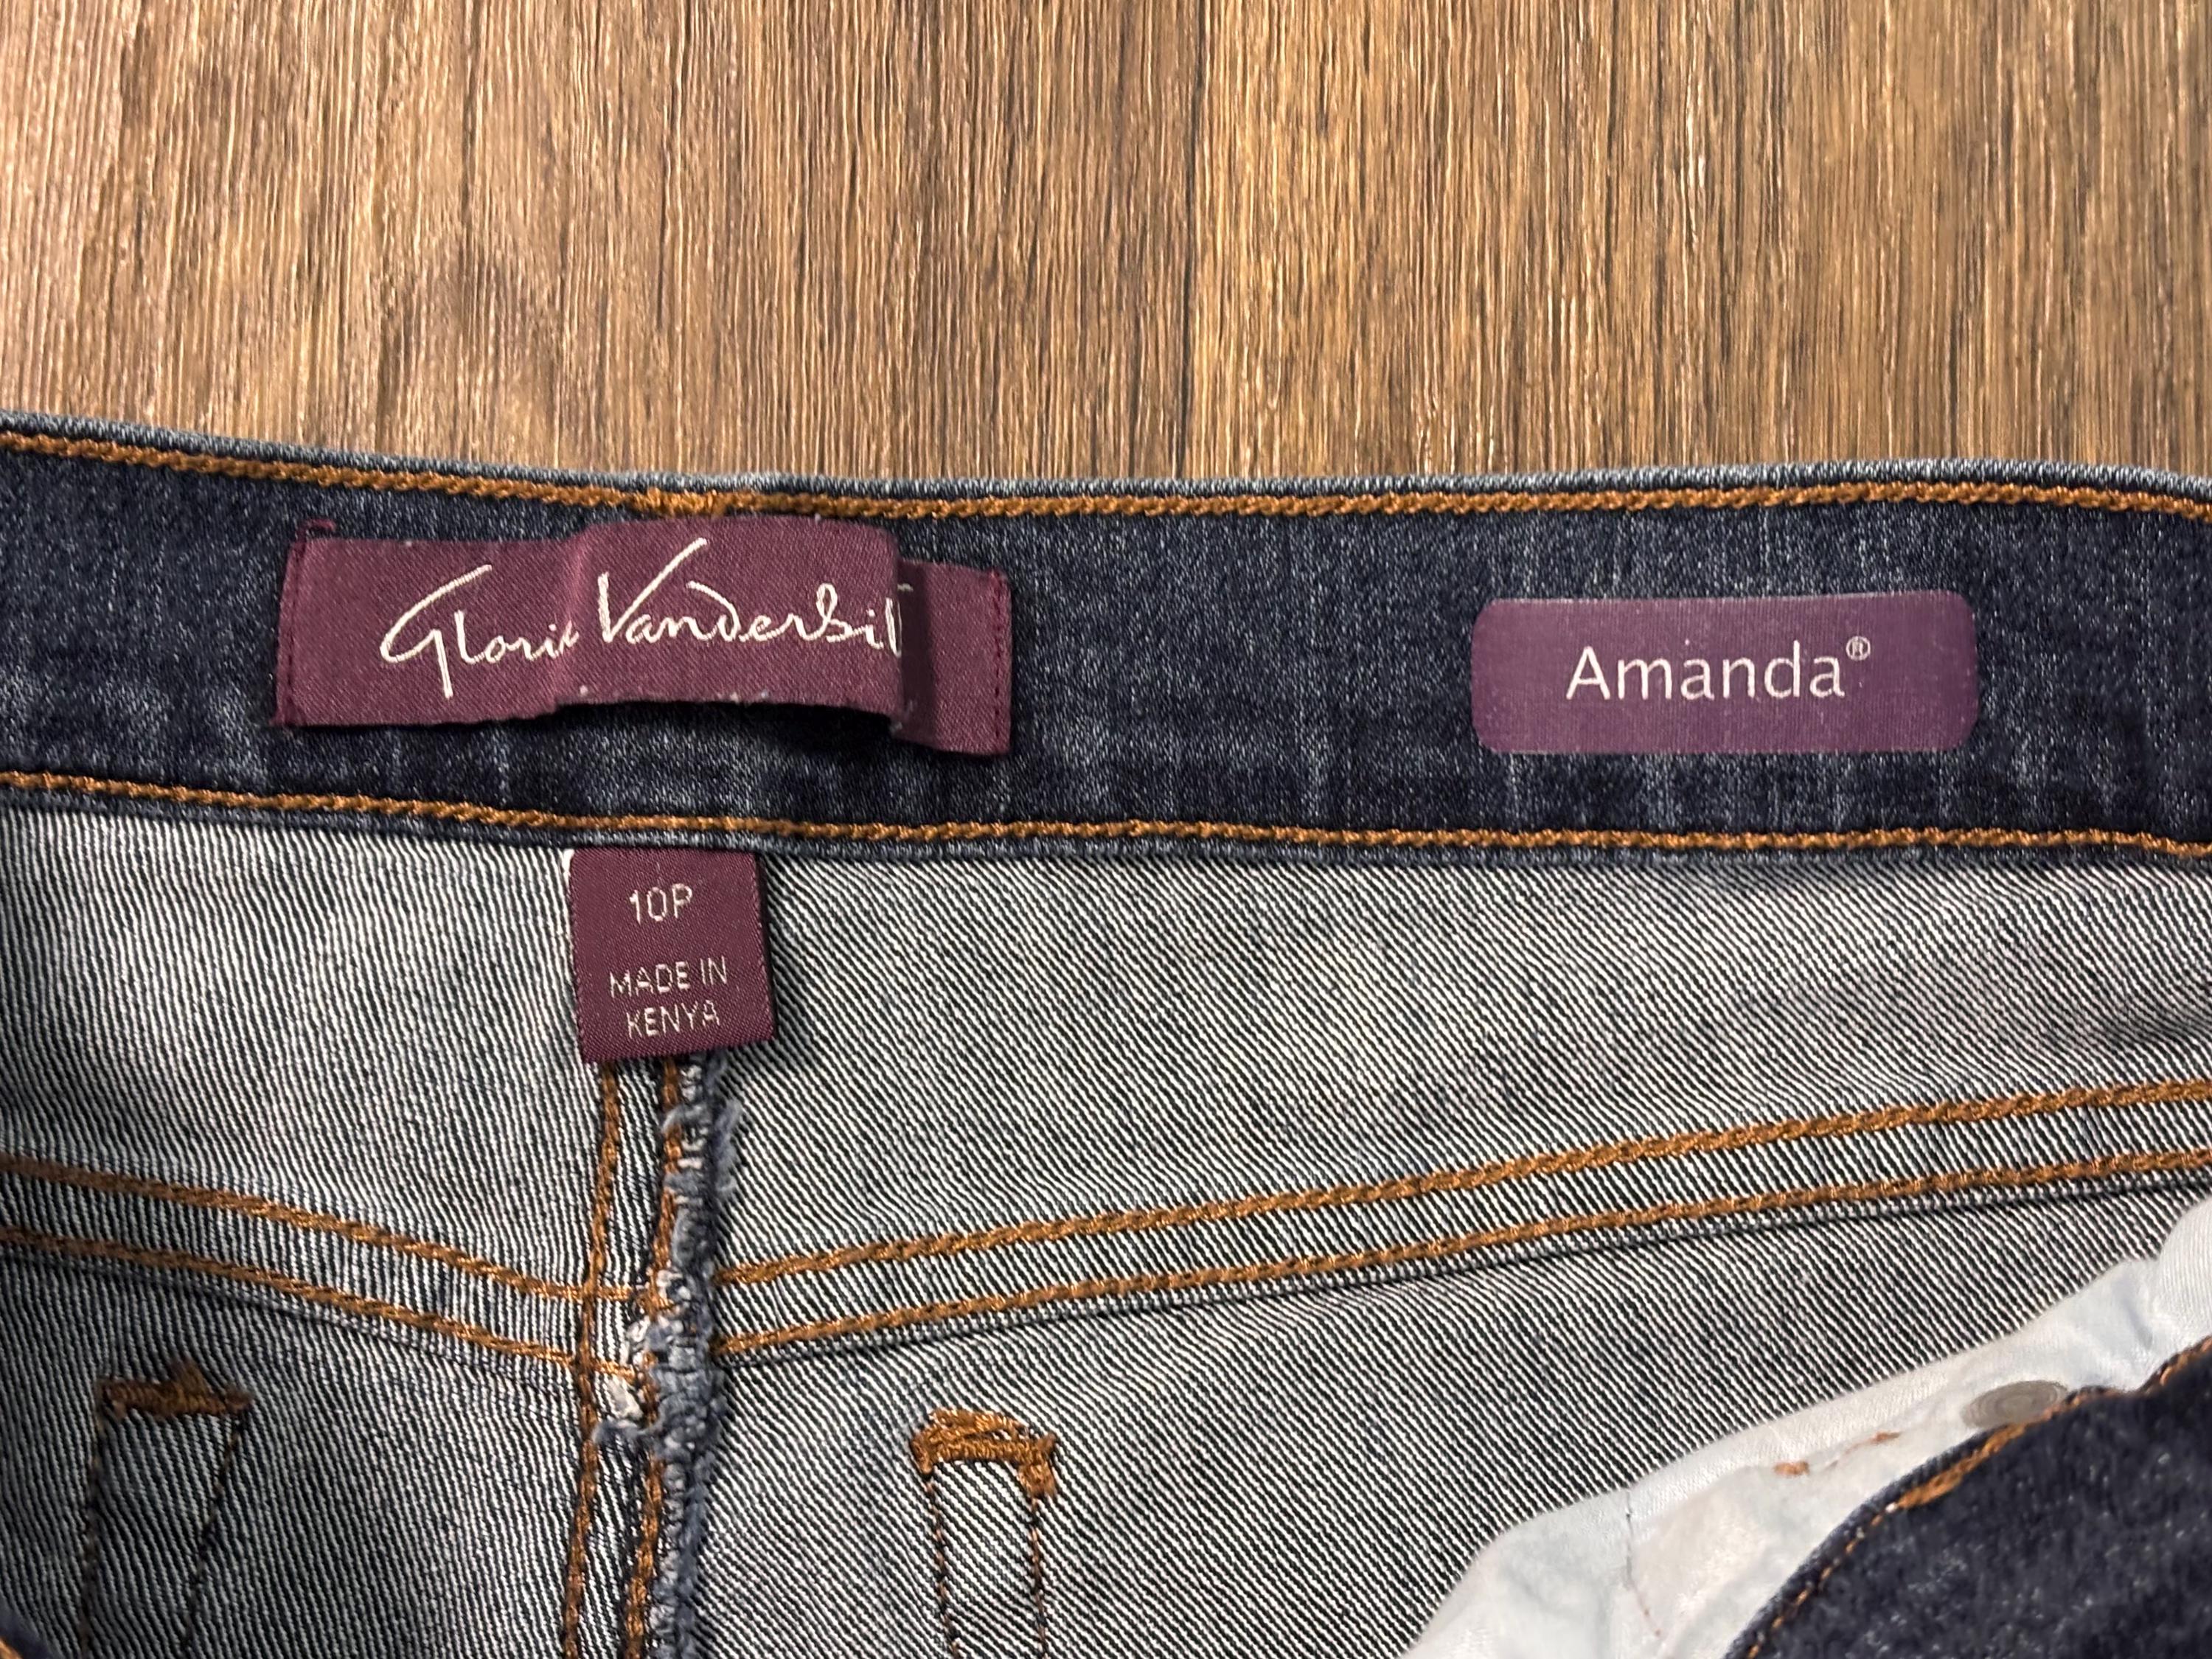 Gloria Vanderbilt
Amanda®
10P
MADE IN
KENYA